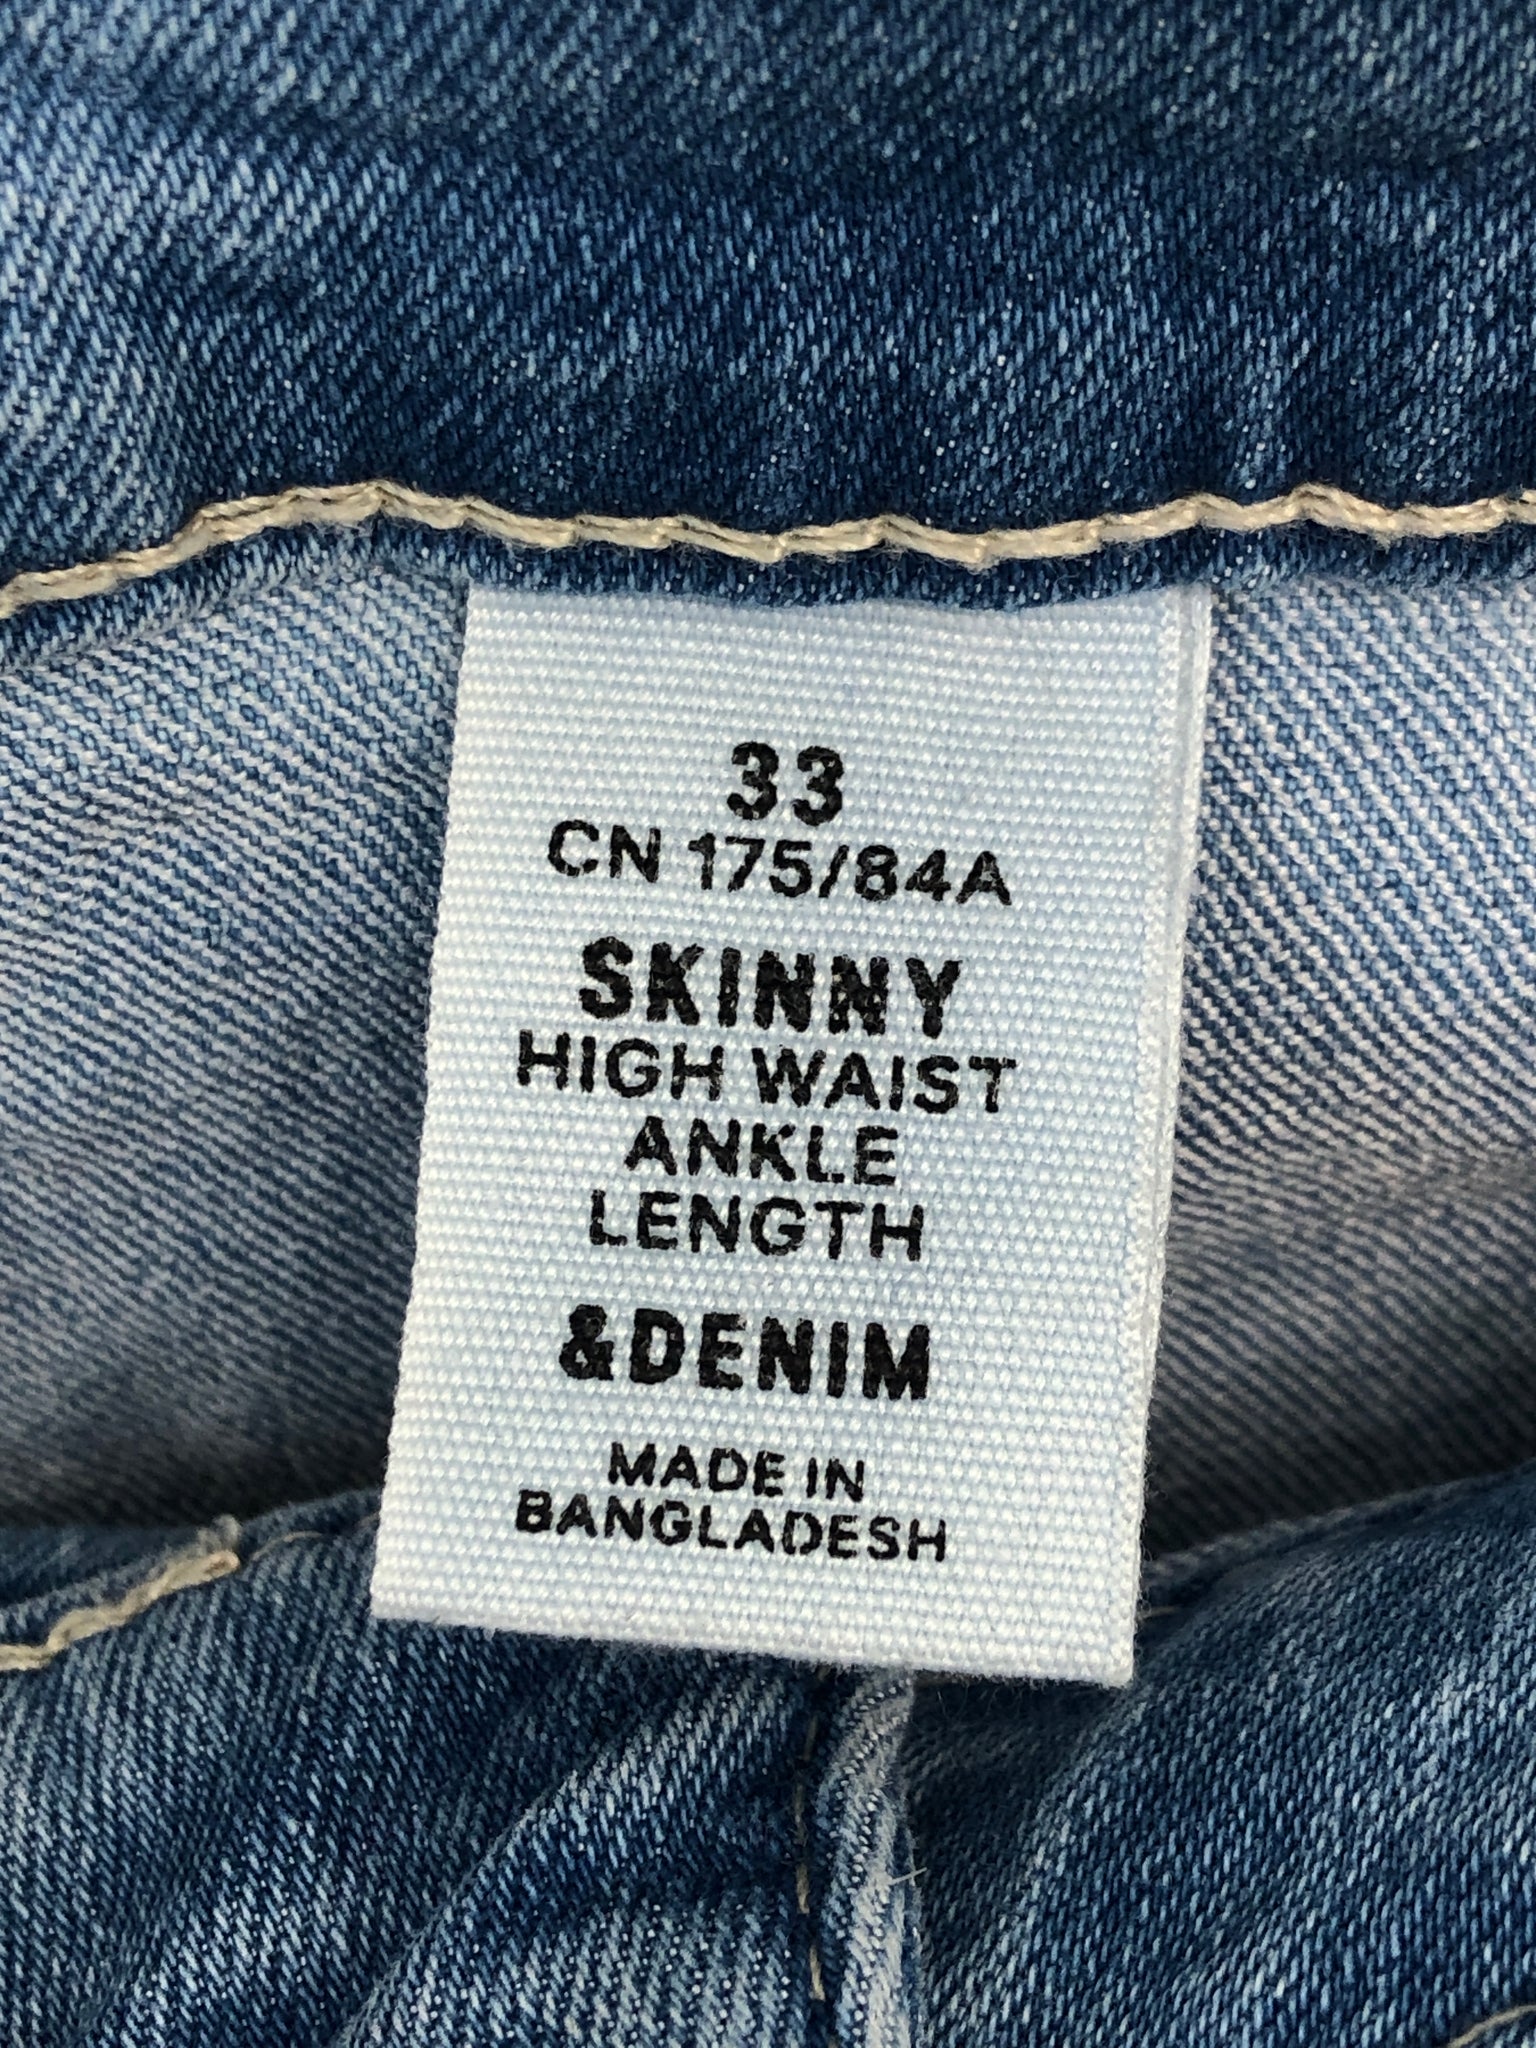 33
CN 175/84A
SKINNY
HIGH WAIST
ANKLE
LENGTH
&DENIM
MADE IN
BANGLADESH